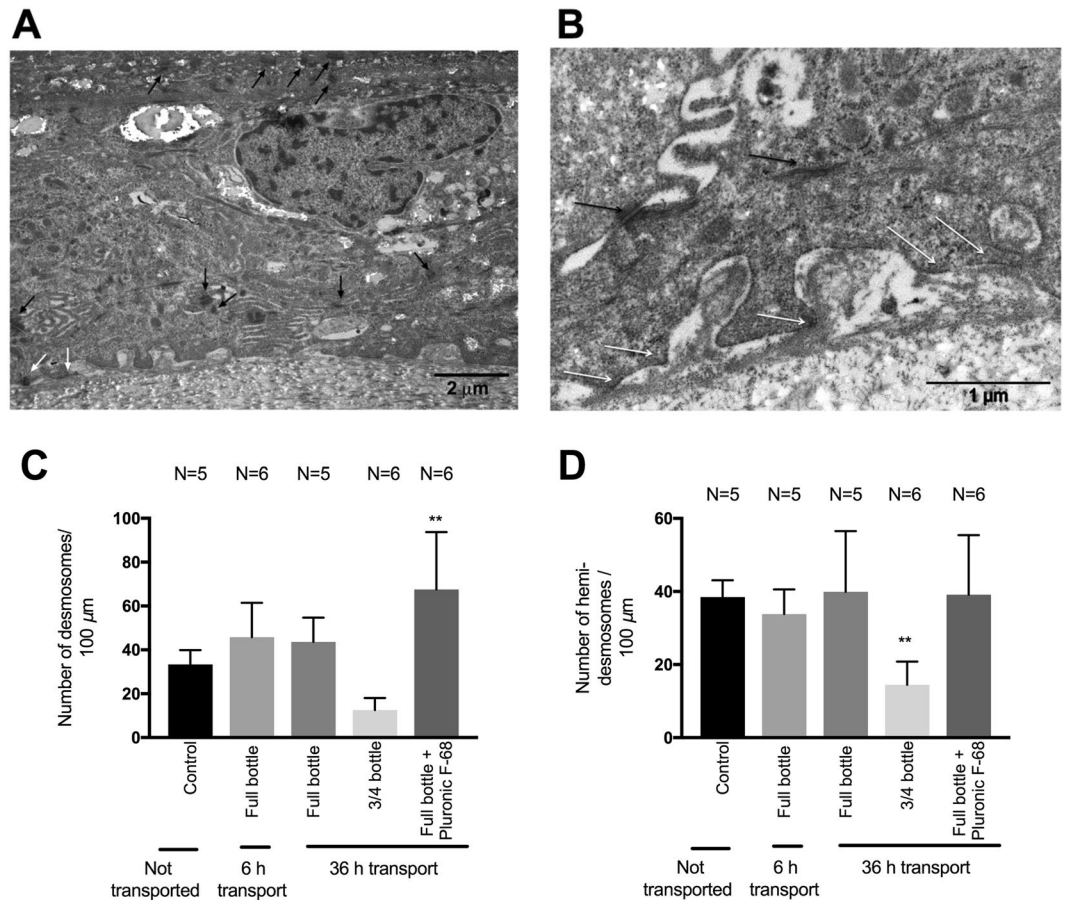 A
B
2 µm
1 µm
C
N=5 N=6 N=5 N=6 N=6
Number of desmosomes/
100 µm
100
80
60
40
20
0
**
Control
Full bottle
Full bottle
3/4 bottle
Full bottle +
Pluronic F-68
Not
transported
6 h
transport
36 h transport
D
N=5 N=5 N=5 N=6 N=6
Number of hemi-
desmosomes /
100 µm
60
40
20
0
**
Control
Full bottle
Full bottle
3/4 bottle
Full bottle +
Pluronic F-68
Not
transported
6 h
transport
36 h transport